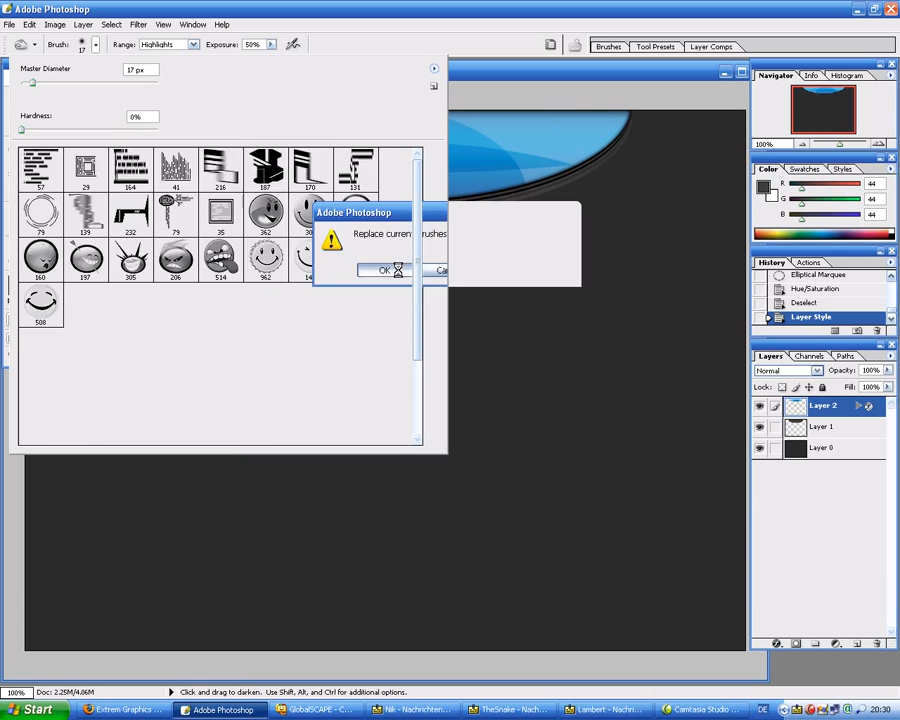 Adobe Photoshop
File Edit Image Layer Select Filter View Window Help
Brush: 17 Range: Highlights Exposure: 50% Brushes Tool Presets Layer Comps
Master Diameter 17 px
Hardness: 0%
57 29 164 41 216 187 170 131
79 139 232 79 35 362
160 197 305 206 514 962
508
Adobe Photoshop
Replace current brushes
OK
Navigator Info Histogram
100%
Color Swatches Styles
R 44
G 44
B 44
History Actions
Elliptical Marquee
Hue/Saturation
Deselect
Layer Style
Layers Channels Paths
Normal Opacity: 100%
Lock: Fill: 100%
Layer 2
Layer 1
Layer 0
100% Doc: 2.25M/4.06M Click and drag to darken. Use Shift, Alt, and Ctrl for additional options.
Start Extrem Graphics ... Adobe Photoshop GlobalSCAPE - C... Nik - Nachrichten... TheSnake - Nach... Lambert - Nachri... Camtasia Studio ... DE 20:30